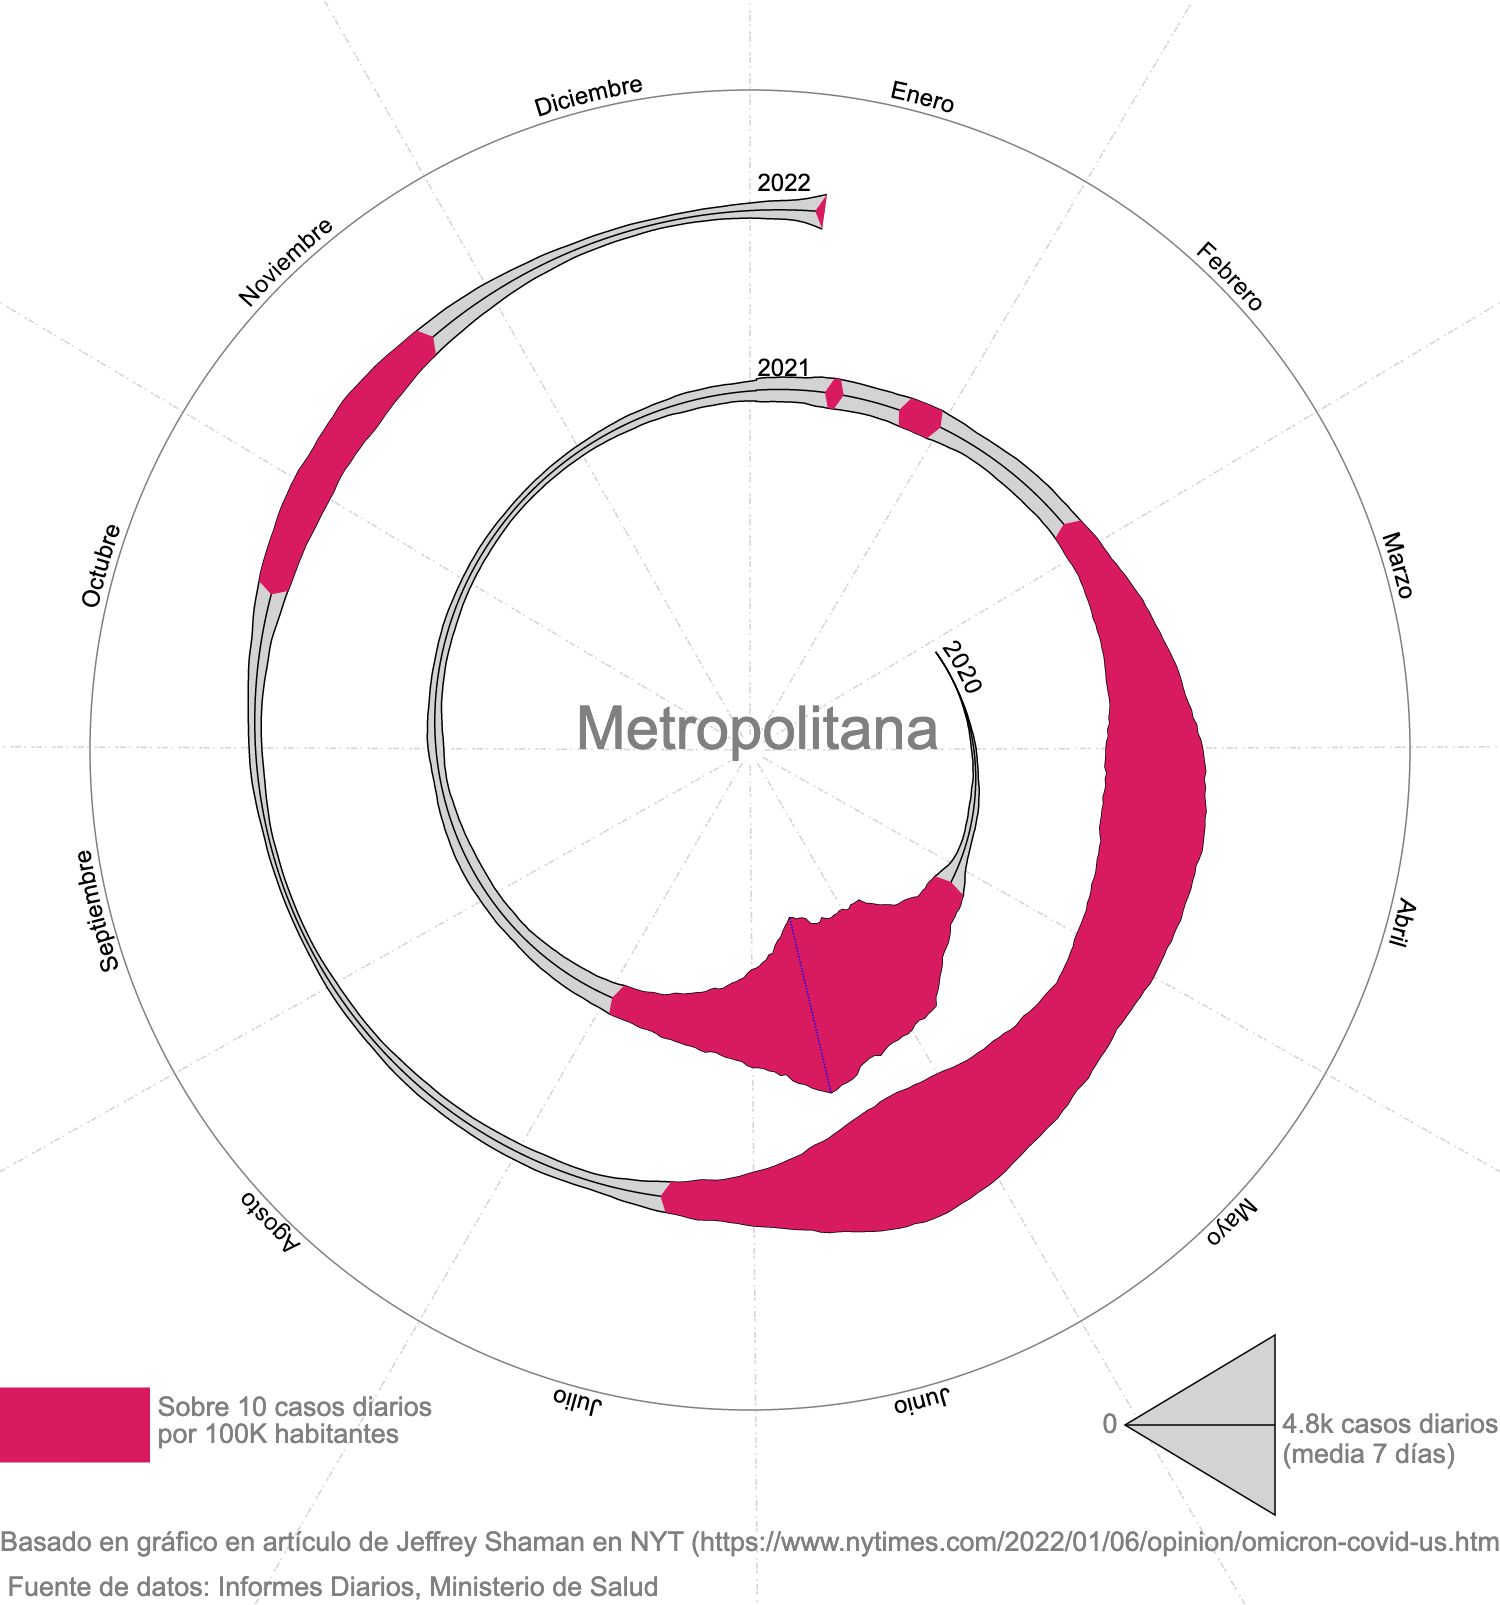 Diciembre
Enero
2022
Noviembre
Febrero
2021
Octubre
Marzo
2020
Metropolitana
Septiembre
Abril
Agosto
Mayo
Julio
Junio
Sobre 10 casos diarios
por 100K habitantes
0
4.8k casos diarios
(media 7 días)
Basado en gráfico en artículo de Jeffrey Shaman en NYT (https://www.nytimes.com/2022/01/06/opinion/omicron-covid-us.htm
Fuente de datos: Informes Diarios, Ministerio de Salud